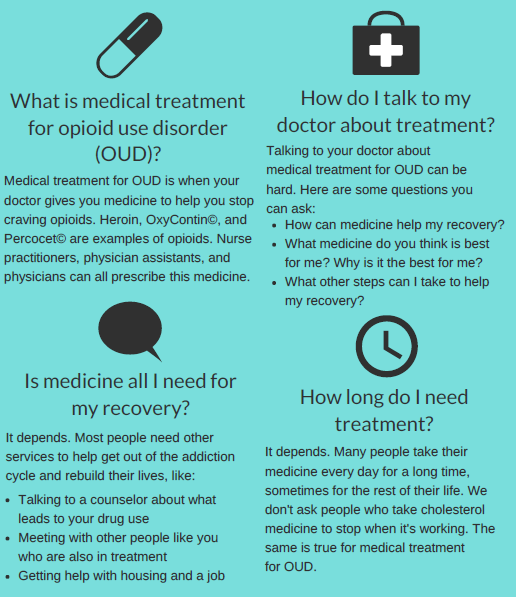 What is medical treatment
for opioid use disorder
(OUD)?
Medical treatment for OUD is when your
doctor gives you medicine to help you stop
craving opioids. Heroin, OxyContin©, and
Percocet© are examples of opioids. Nurse
practitioners, physician assistants, and
physicians can all prescribe this medicine.
How do I talk to my
doctor about treatment?
Talking to your doctor about
medical treatment for OUD can be
hard. Here are some questions you
can ask:
• How can medicine help my recovery?
• What medicine do you think is best
for me? Why is it the best for me?
• What other steps can I take to help
my recovery?
Is medicine all I need for
my recovery?
It depends. Most people need other
services to help get out of the addiction
cycle and rebuild their lives, like:
• Talking to a counselor about what
leads to your drug use
• Meeting with other people like you
who are also in treatment
• Getting help with housing and a job
How long do I need
treatment?
It depends. Many people take their
medicine every day for a long time,
sometimes for the rest of their life. We
don't ask people who take cholesterol
medicine to stop when it's working. The
same is true for medical treatment
for OUD.